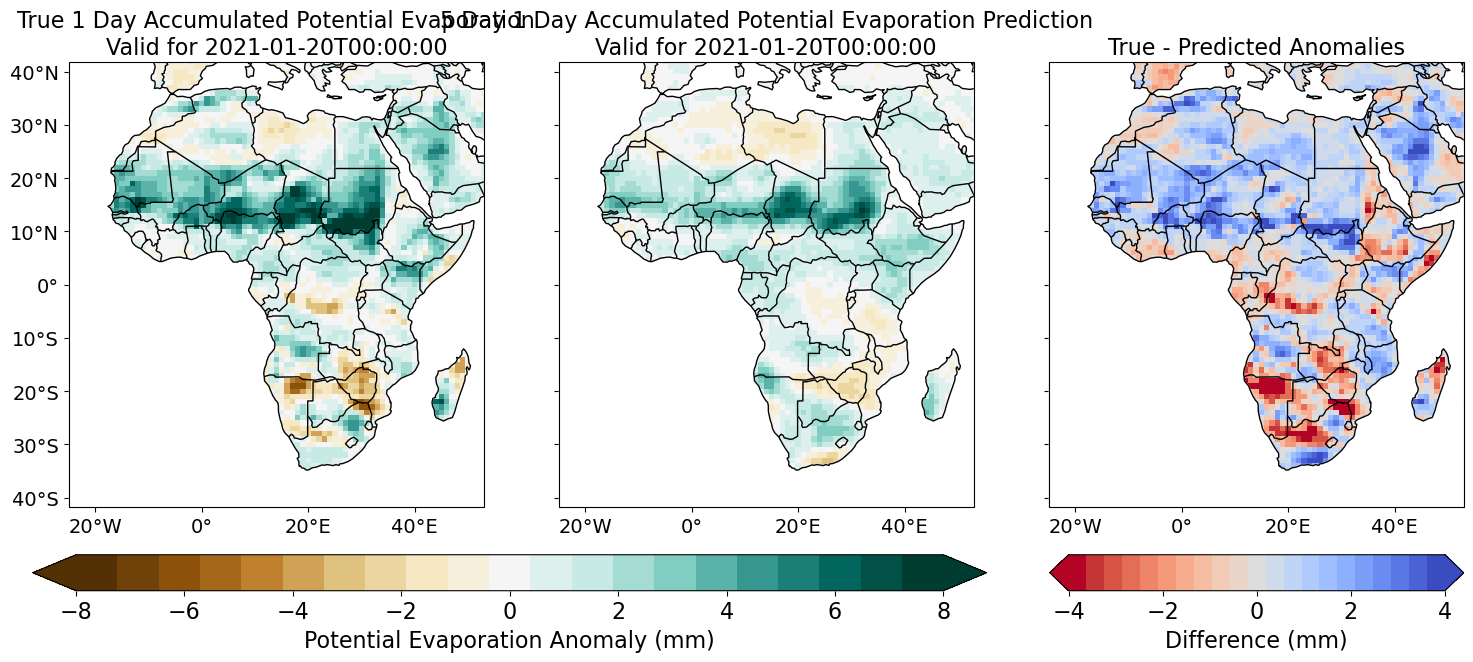 True 1 Day Accumulated Potential Evaporation
Valid for 2021-01-20T00:00:00
5 Day 1 Day Accumulated Potential Evaporation Prediction
Valid for 2021-01-20T00:00:00
True - Predicted Anomalies
40°N
30°N
20°N
10°N
0°
10°S
20°S
30°S
40°S
20°W 0° 20°E 40°E
20°W 0° 20°E 40°E
20°W 0° 20°E 40°E
−8 −6 −4 −2 0 2 4 6 8
Potential Evaporation Anomaly (mm)
−4 −2 0 2 4
Difference (mm)